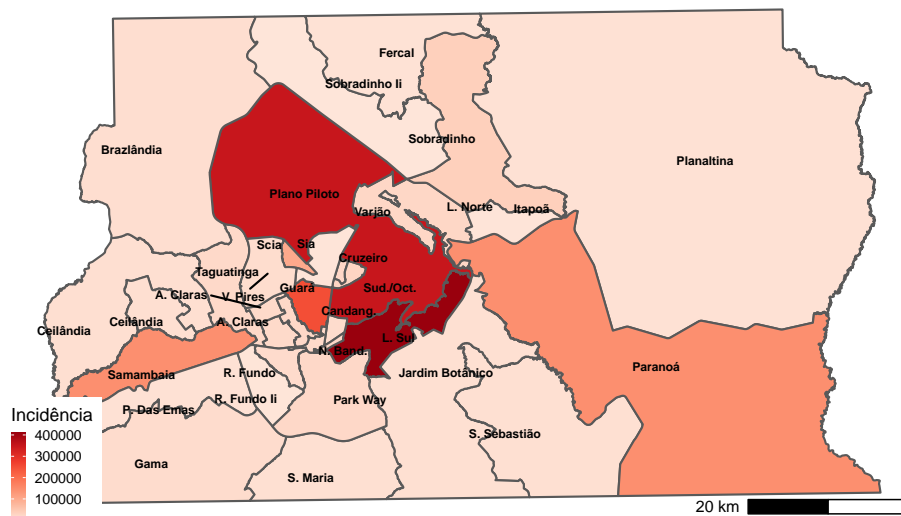 Fercal
Sobradinho Ii
Sobradinho
Brazlândia
Planaltina
Plano Piloto
Varjão
L. Norte
Itapoã
Scia
Sia
Cruzeiro
Taguatinga
A. Claras
V. Pires
Guará
Sud./Oct.
Candang.
Ceilândia
Ceilândia
A. Claras
N. Band.
L. Sul
Samambaia
R. Fundo
Jardim Botânico
Paranoá
P. Das Emas
R. Fundo Ii
Park Way
S. Sebastião
Gama
S. Maria
Incidência
400000
300000
200000
100000
20 km